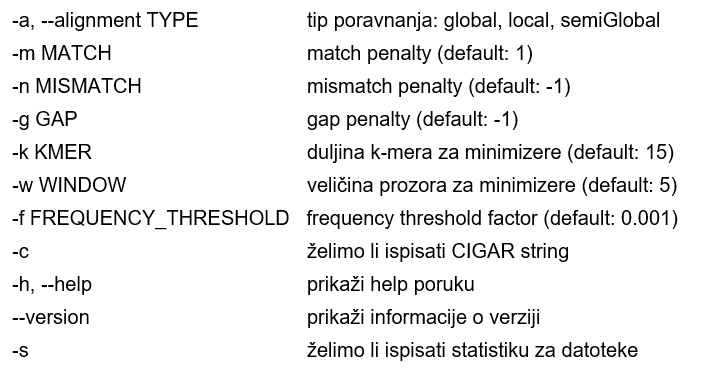 -a, --alignment TYPE tip poravnanja: global, local, semiGlobal
-m MATCH match penalty (default: 1)
-n MISMATCH mismatch penalty (default: -1)
-g GAP gap penalty (default: -1)
-k KMER duljina k-mera za minimizere (default: 15)
-w WINDOW veličina prozora za minimizere (default: 5)
-f FREQUENCY_THRESHOLD frequency threshold factor (default: 0.001)
-c želimo li ispisati CIGAR string
-h, --help prikaži help poruku
--version prikaži informacije o verziji
-s želimo li ispisati statistiku za datoteke